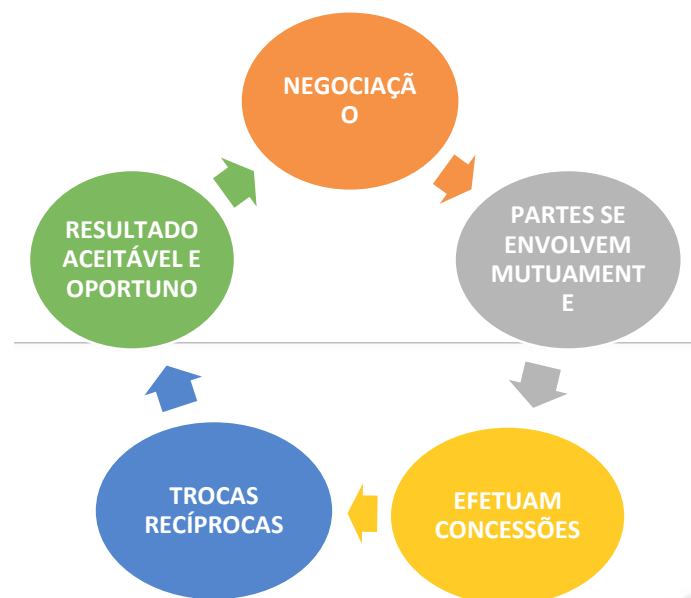 NEGOCIAÇÃ
O
PARTES SE
ENVOLVEM
MUTUAMENT
E
EFETUAM
CONCESSÕES
TROCAS
RECÍPROCAS
RESULTADO
ACEITÁVEL E
OPORTUNO